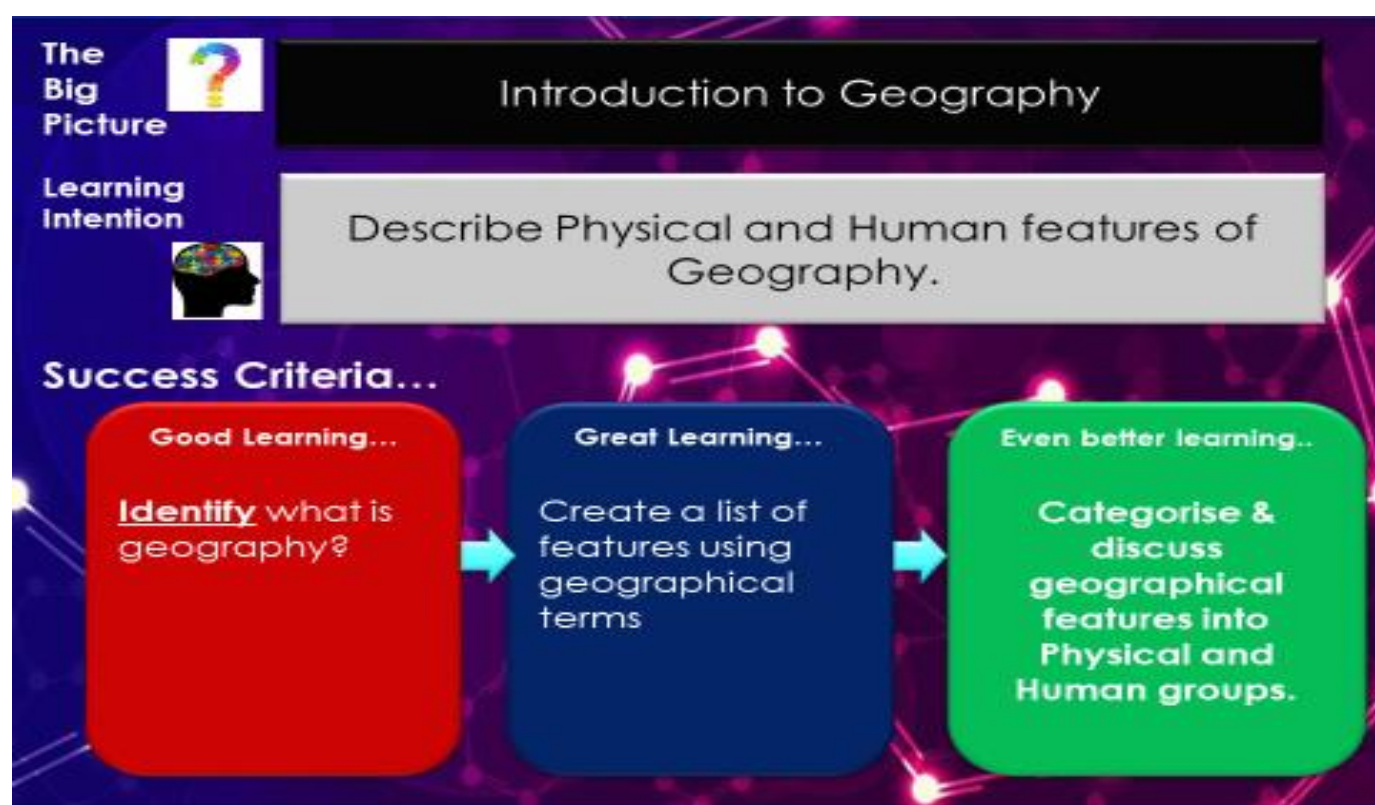 The
Big
Picture
Introduction to Geography
Learning
Intention
Describe Physical and Human features of
Geography.
Success Criteria...
Good Learning...
Identify what is
geography?
Great Learning...
Create a list of
features using
geographical
terms
Even better learning..
Categorise &
discuss
geographical
features into
Physical and
Human groups.